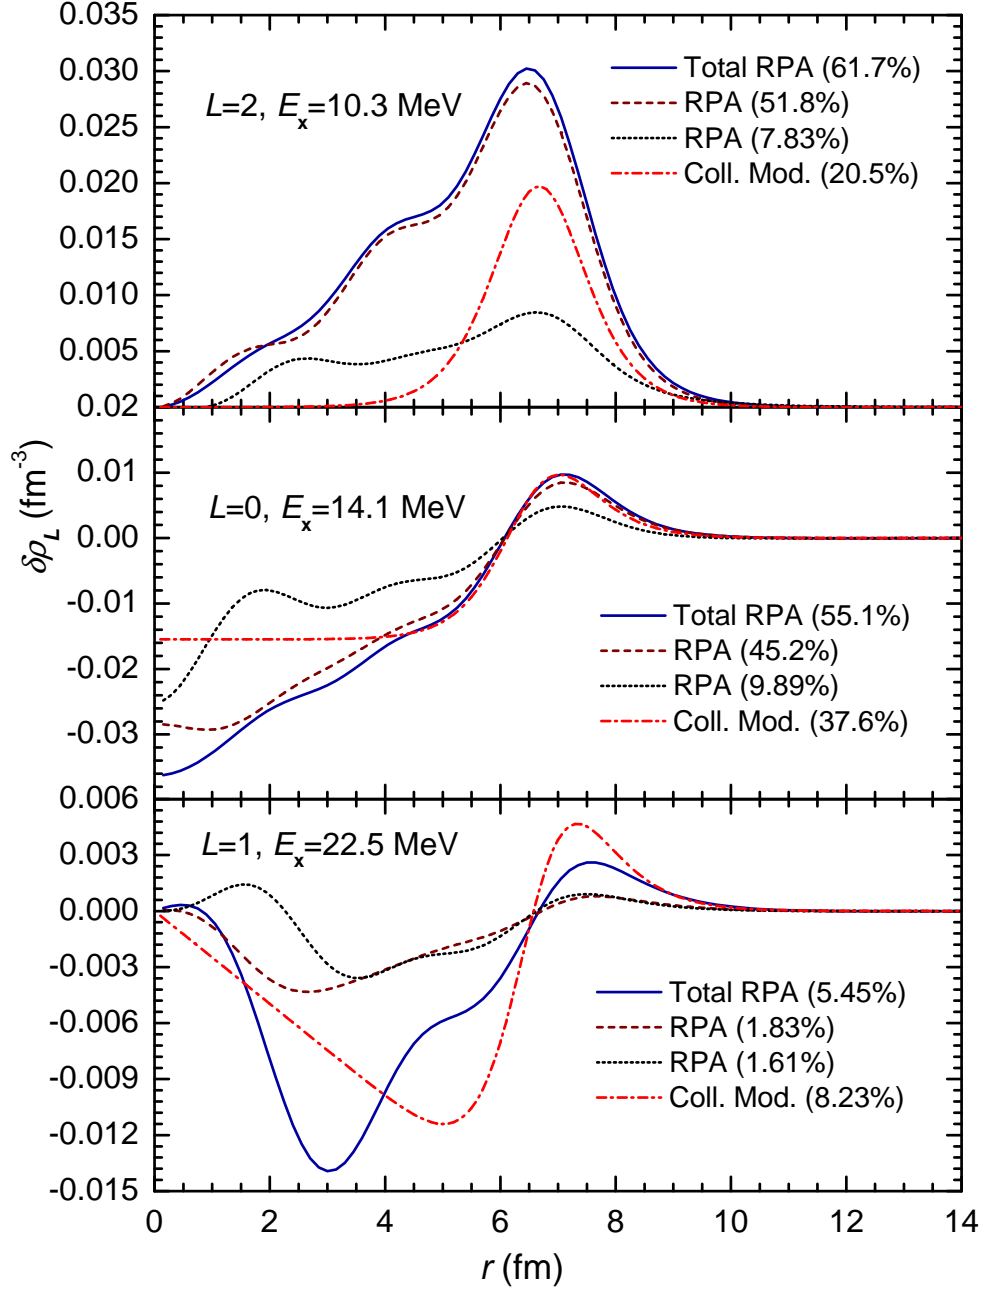 0.035
0.030
0.025
0.020
0.015
0.010
0.005
L=2, Eₓ=10.3 MeV
Total RPA (61.7%)
RPA (51.8%)
RPA (7.83%)
Coll. Mod. (20.5%)
0.02
0.01
0.00
-0.01
-0.02
-0.03
δρL (fm⁻³)
L=0, Eₓ=14.1 MeV
Total RPA (55.1%)
RPA (45.2%)
RPA (9.89%)
Coll. Mod. (37.6%)
0.006
0.003
0.000
-0.003
-0.006
-0.009
-0.012
-0.015
L=1, Eₓ=22.5 MeV
Total RPA (5.45%)
RPA (1.83%)
RPA (1.61%)
Coll. Mod. (8.23%)
0 2 4 6 8 10 12 14
r (fm)